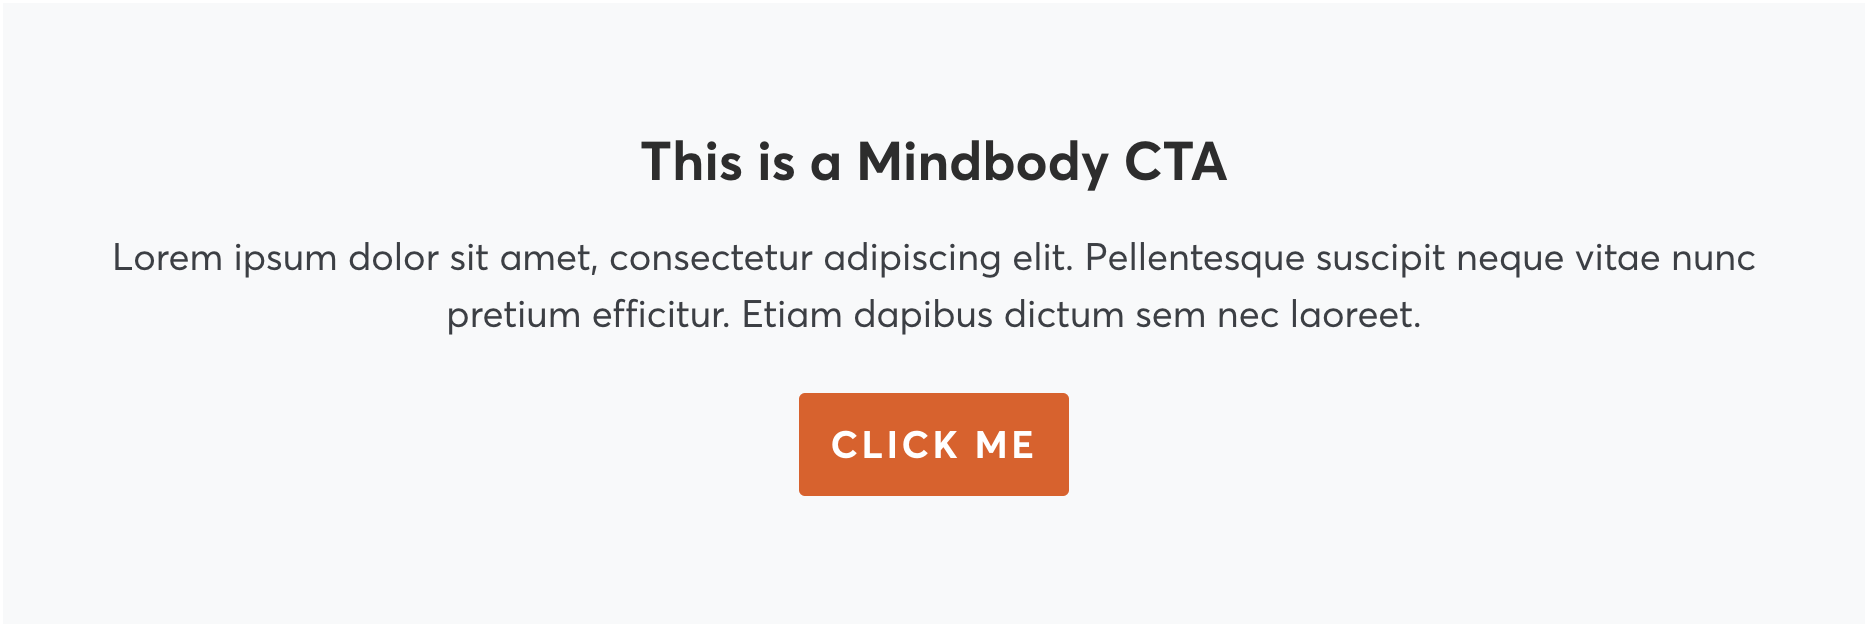 This is a Mindbody CTA
Lorem ipsum dolor sit amet, consectetur adipiscing elit. Pellentesque suscipit neque vitae nunc
pretium efficitur. Etiam dapibus dictum sem nec laoreet.
CLICK ME